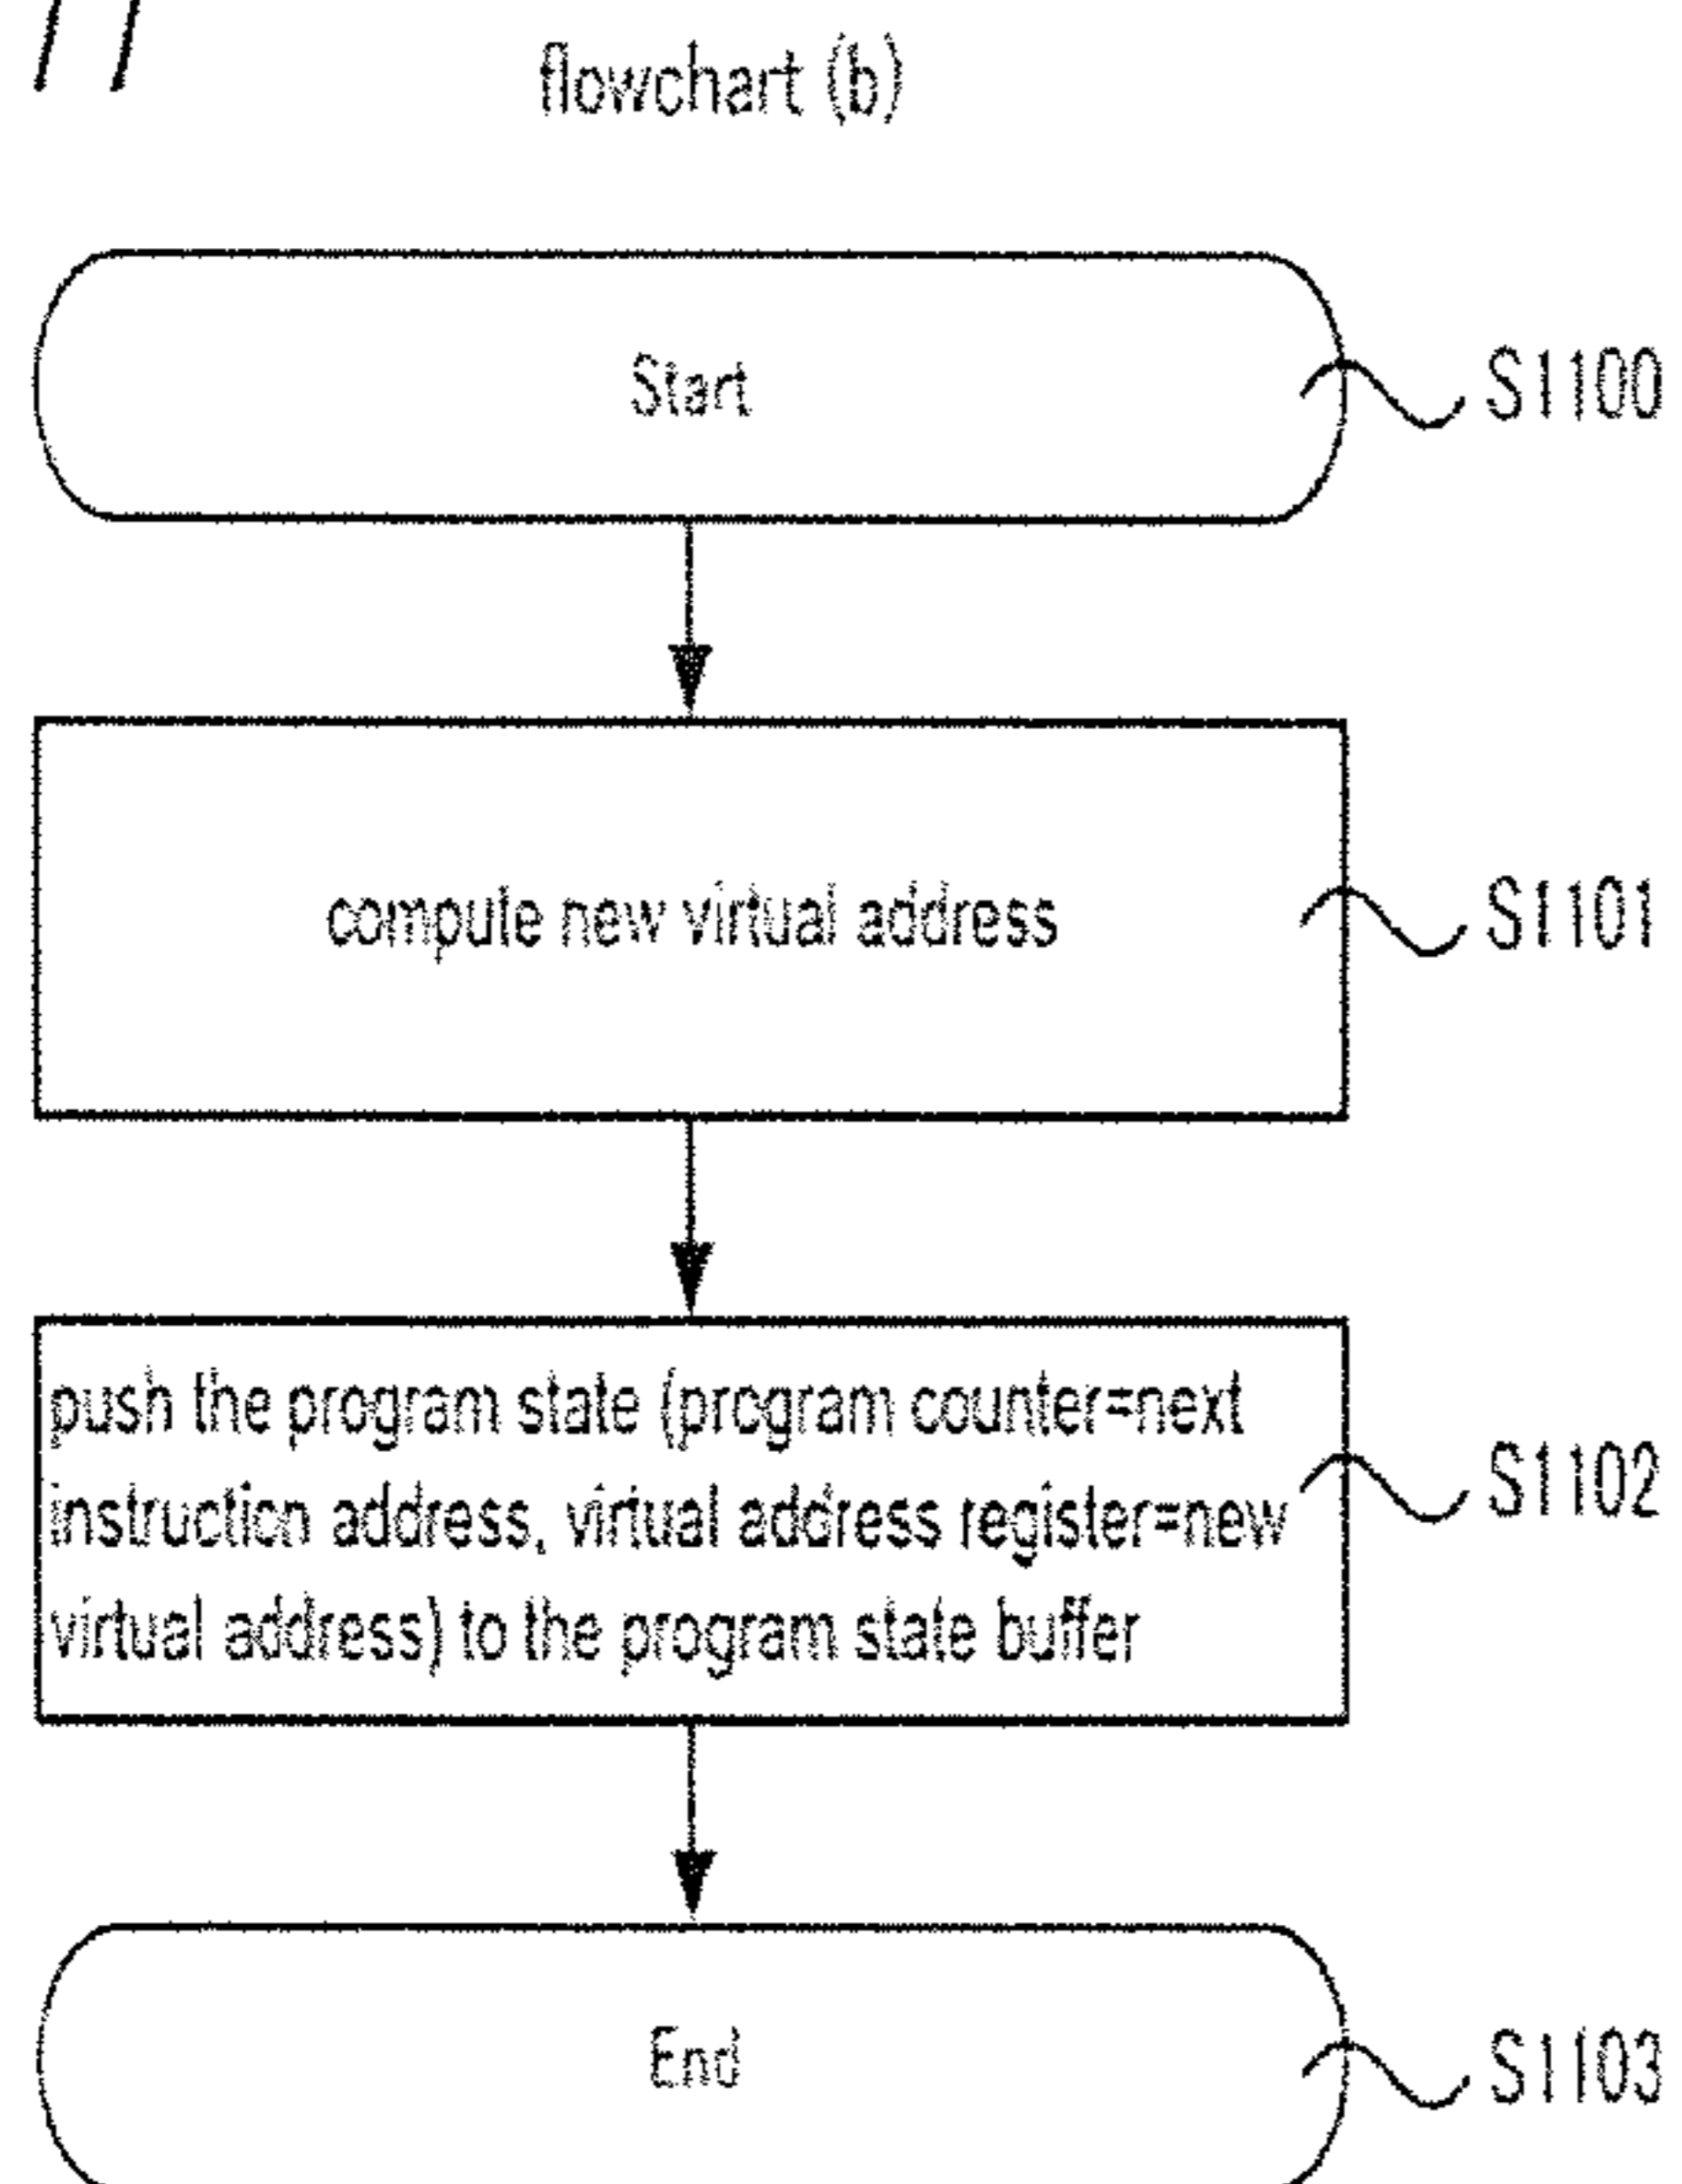 flowchart (b)
Start
S1100
compute new virtual address
S1101
push the program state (program counter=next
instruction address, virtual address register=new
virtual address) to the program state buffer
S1102
End
S1103